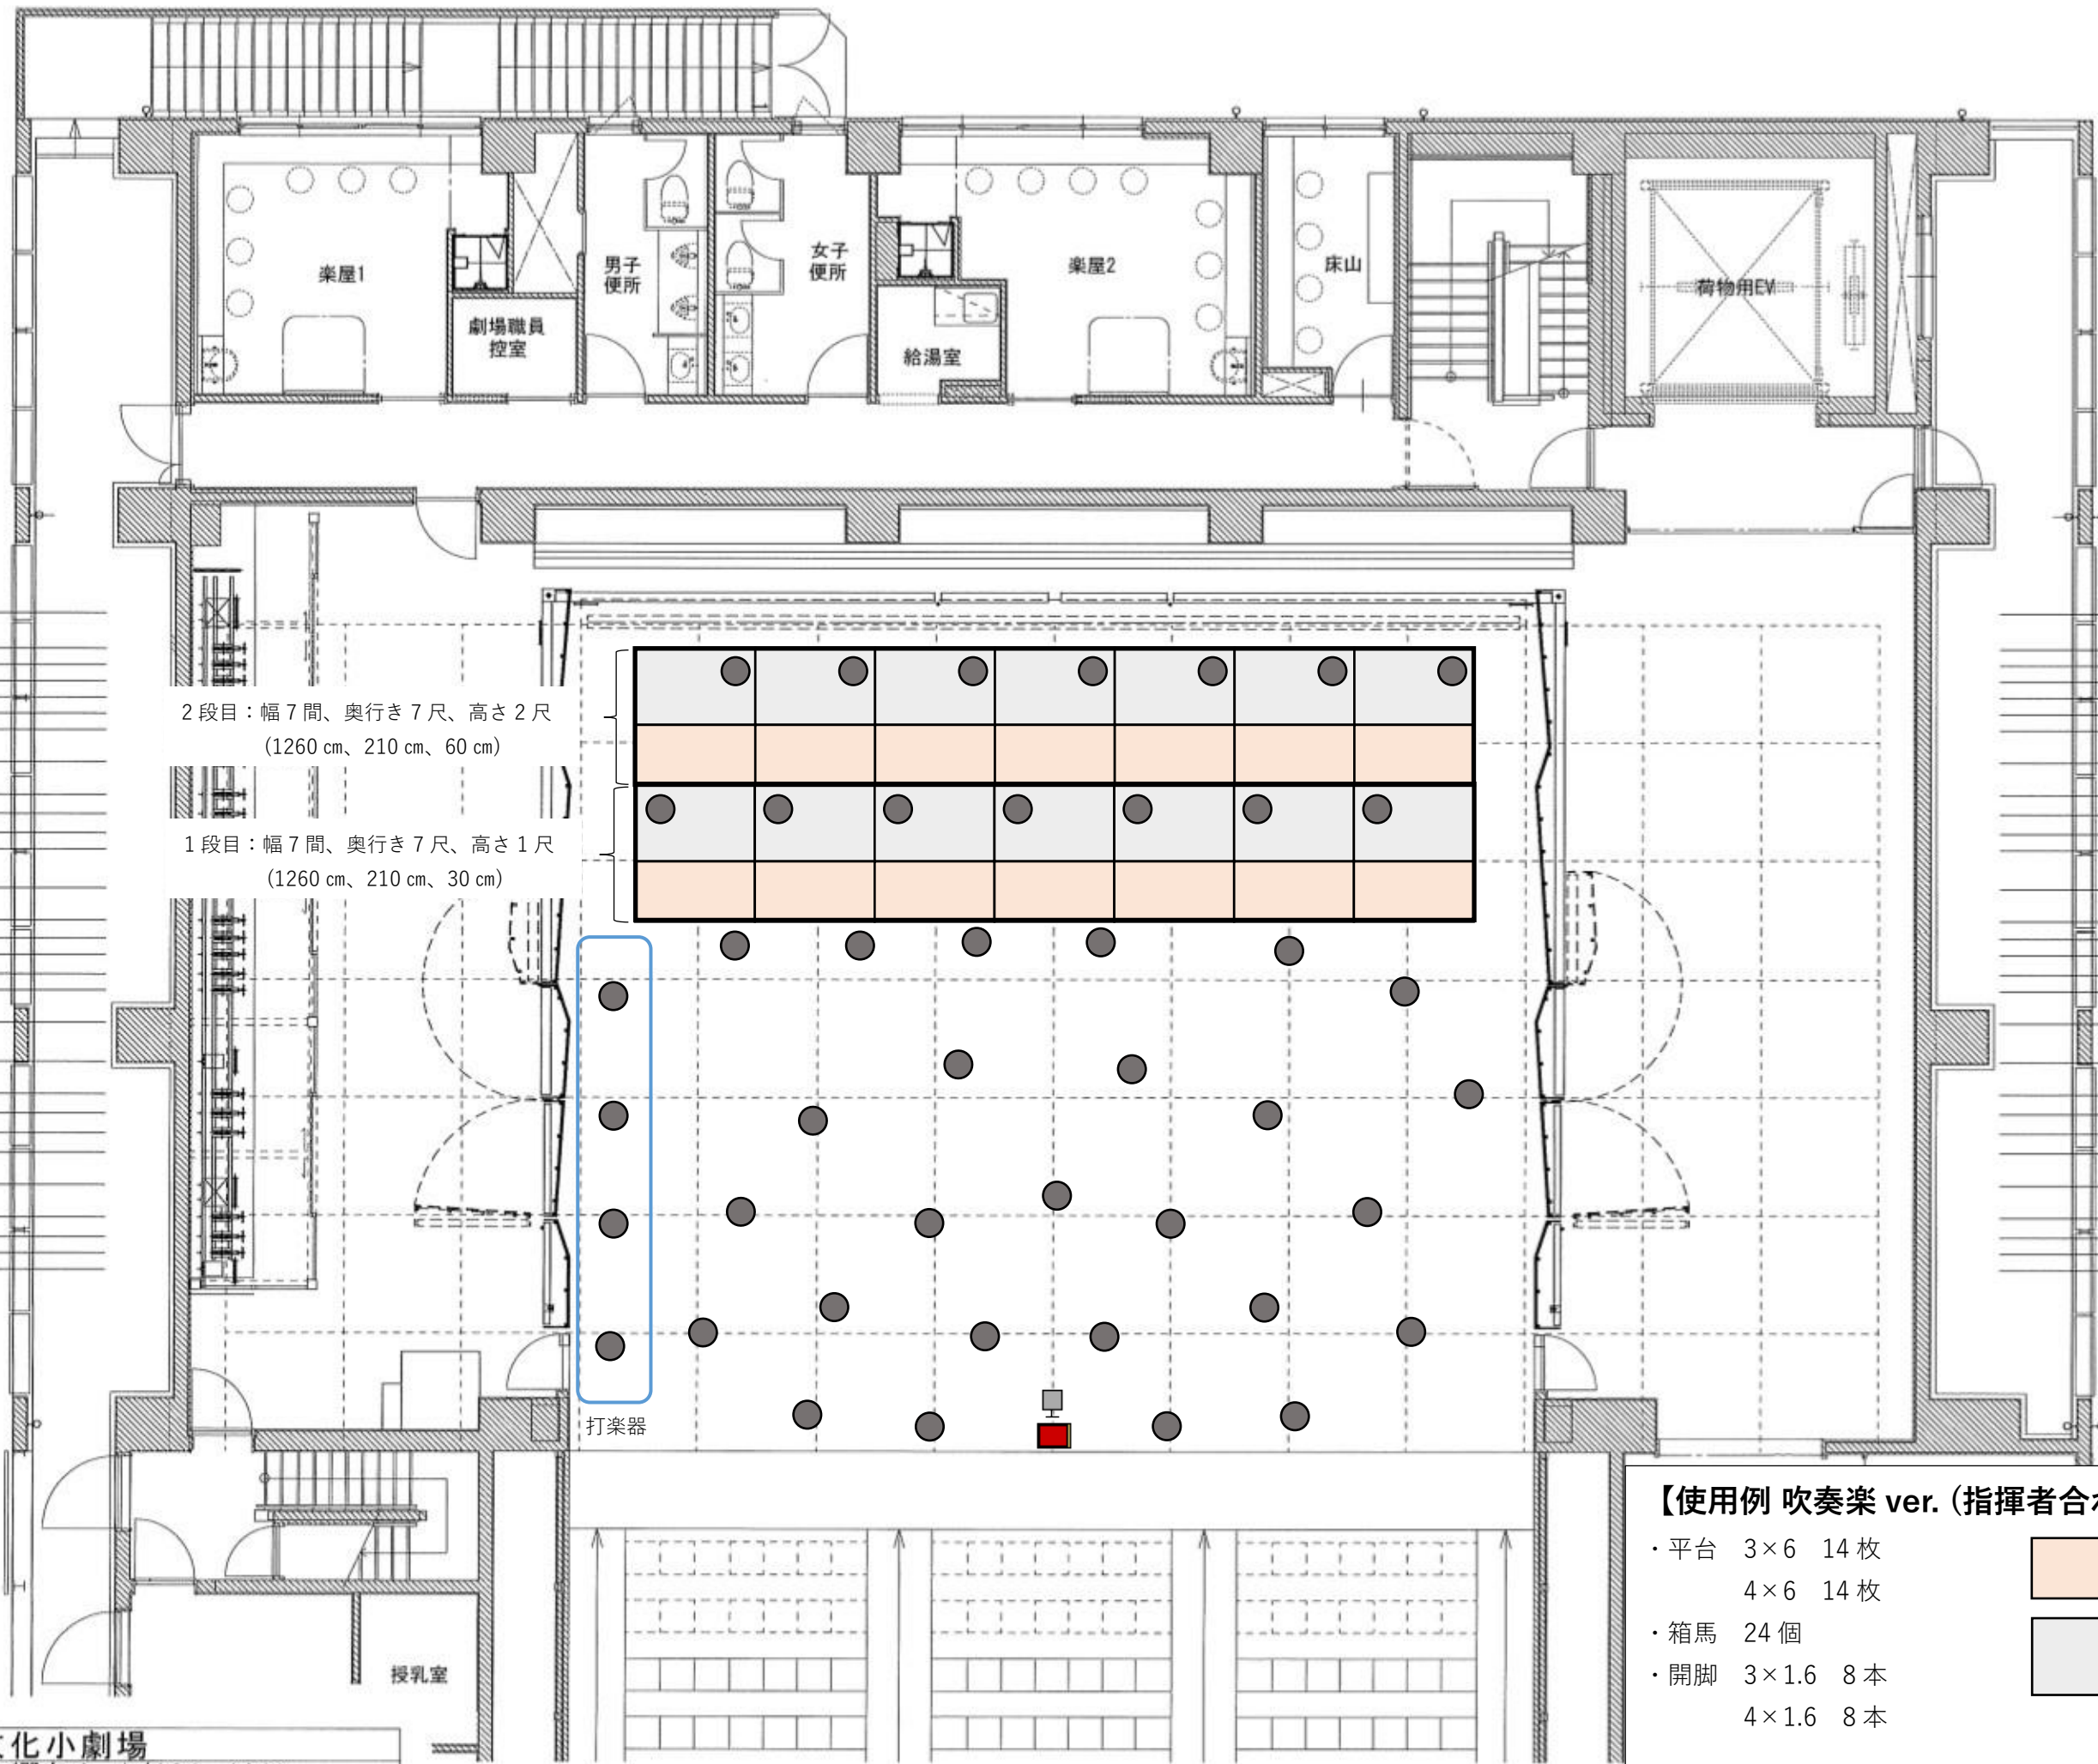 楽屋1
劇場職員
控室
男子
便所
女子
便所
給湯室
楽屋2
床山
荷物用EV
2段目：幅7間、奥行き7尺、高さ2尺
（1260㎝、210㎝、60㎝）
1段目：幅7間、奥行き7尺、高さ1尺
（1260㎝、210㎝、30㎝）
打楽器
授乳室
化小劇場
【使用例 吹奏楽 ver.（指揮者合
・平台 3×6 14枚
4×6 14枚
・箱馬 24個
・開脚 3×1.6 8本
4×1.6 8本